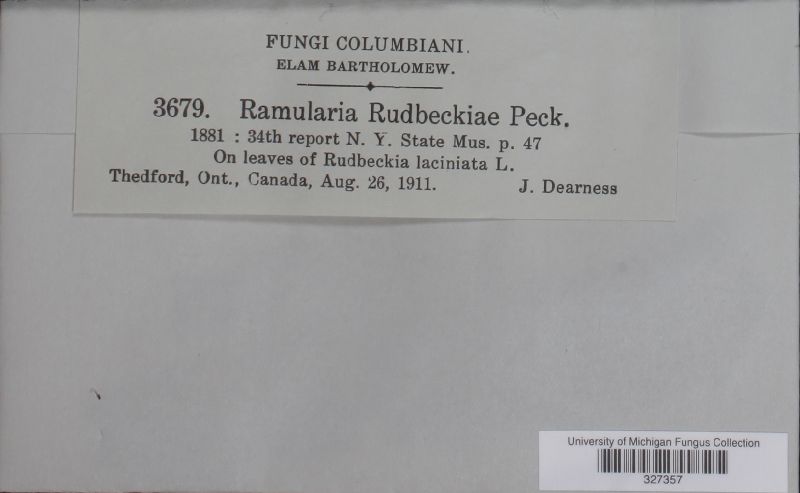 FUNGI COLUMBIANI.
ELAM BARTHOLOMEW.
3679. Ramularia Rudbeckiae Peck.
1881 : 34th report N. Y. State Mus. p. 47
On leaves of Rudbeckia laciniata L.
Thedford, Ont., Canada, Aug. 26, 1911. J. Dearness
University of Michigan Fungus Collection
327357